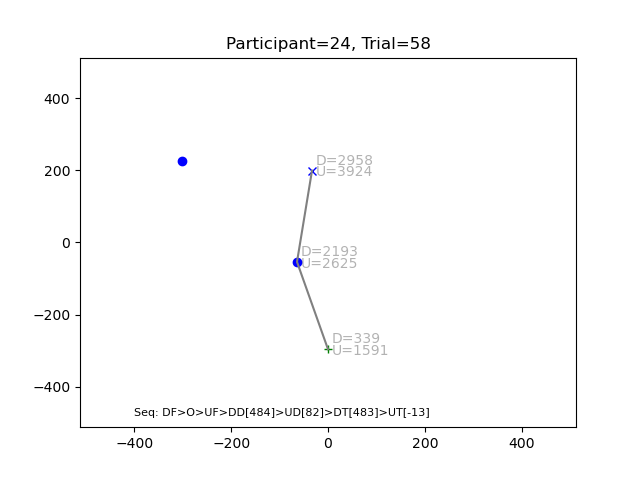 Participant=24, Trial=58
400
200
0
−200
−400
D=2958
U=3924
D=2193
U=2625
D=339
U=1591
Seq: DF>O>UF>DD[484]>UD[82]>DT[483]>UT[-13]
−400 −200 0 200 400